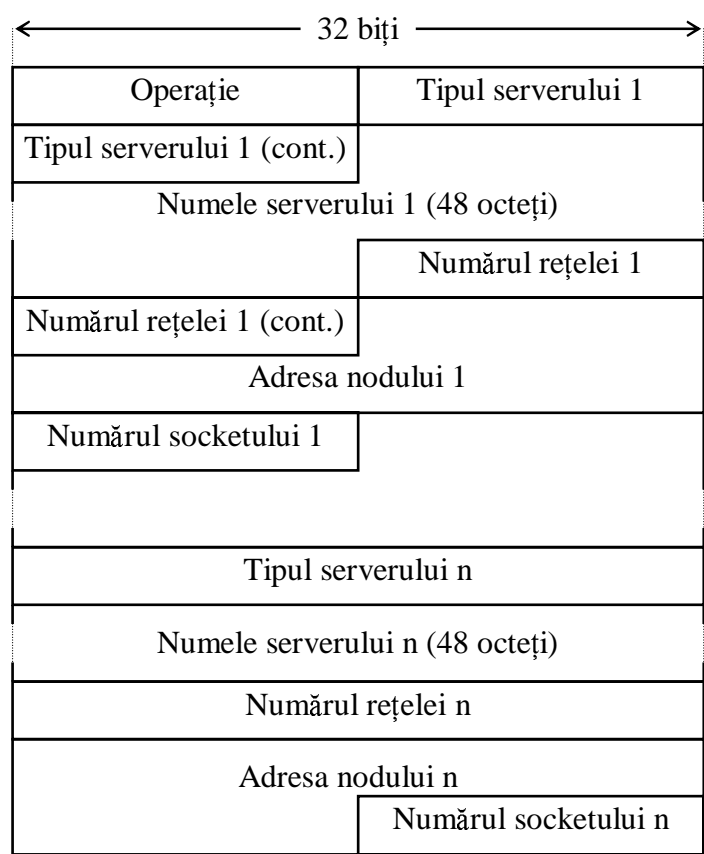 32 biți
Operație
Tipul serverului 1
Tipul serverului 1 (cont.)
Numele serverului 1 (48 octeți)
Numărul rețelei 1
Numărul rețelei 1 (cont.)
Adresa nodului 1
Numărul socketului 1
Tipul serverului n
Numele serverului n (48 octeți)
Numărul rețelei n
Adresa nodului n
Numărul socketului n